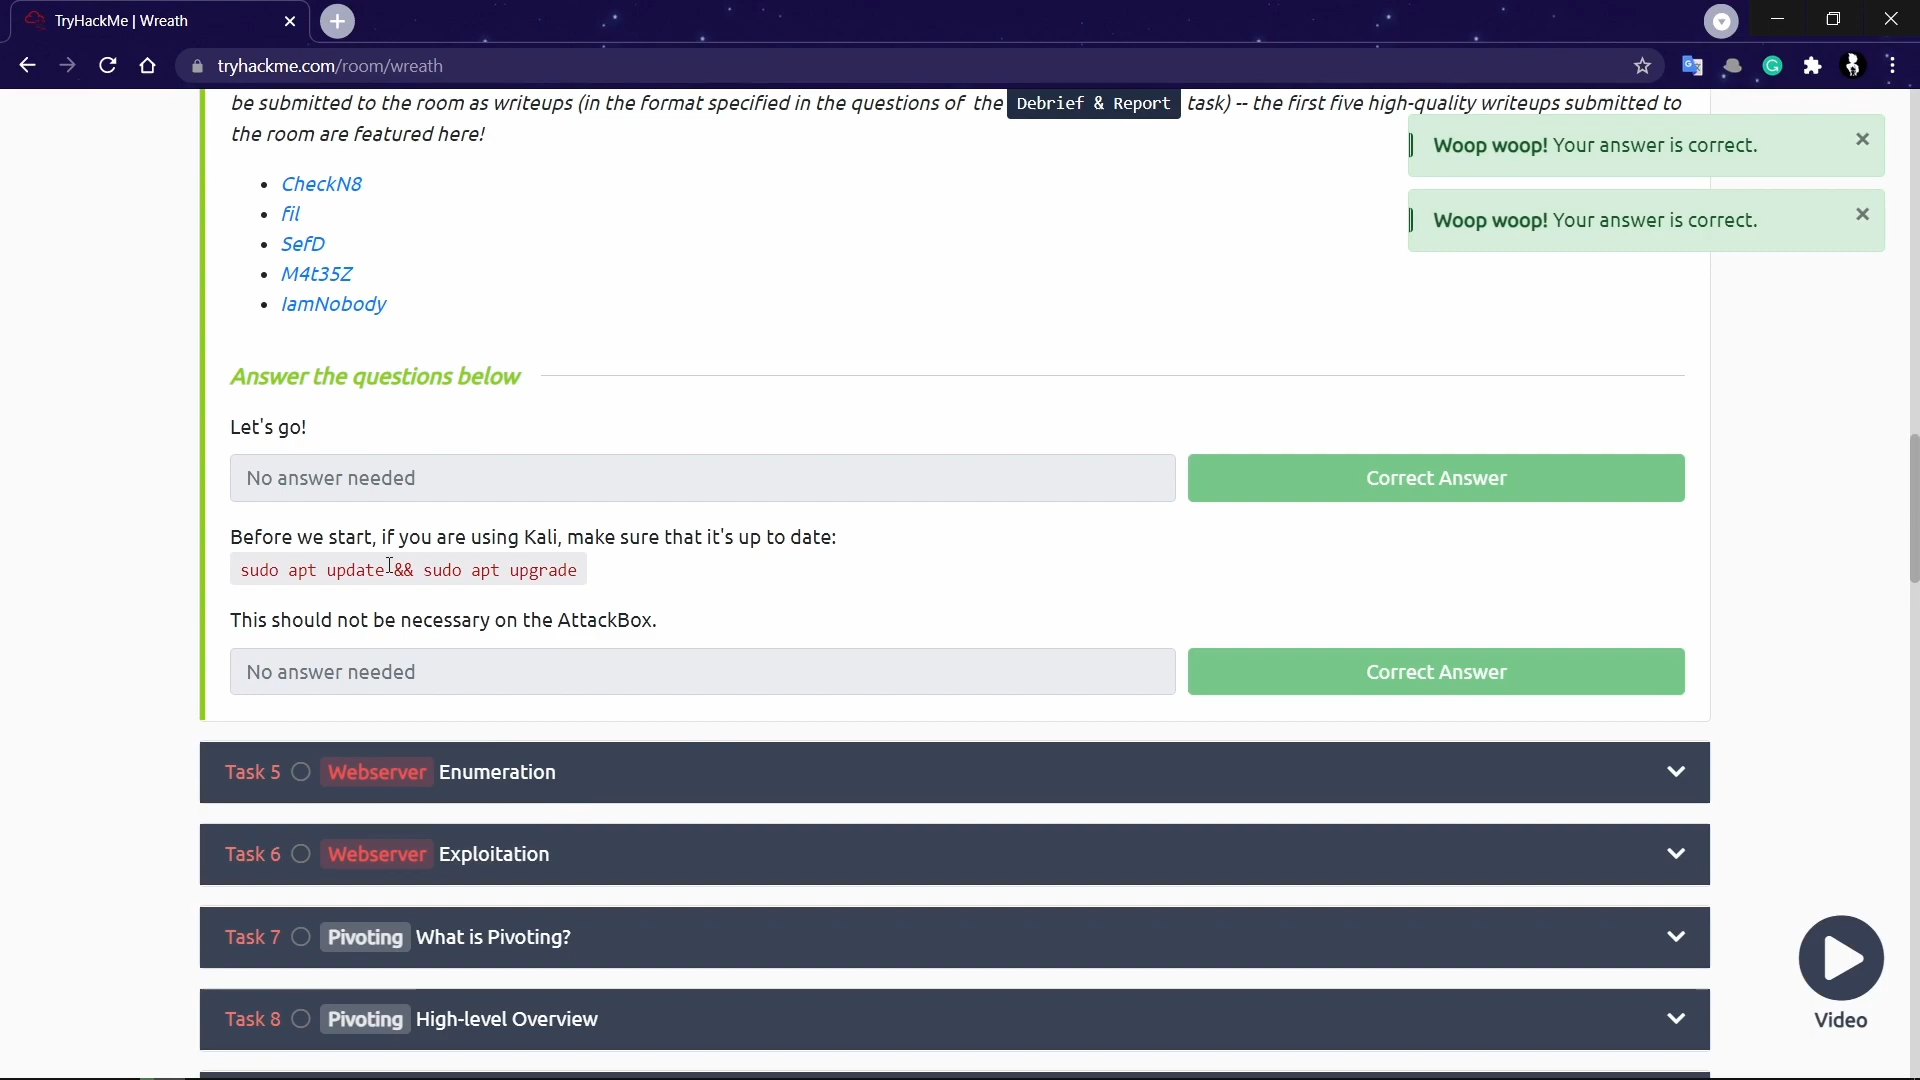 TryHackMe | Wreath
tryhackme.com/room/wreath
be submitted to the room as writeups (in the format specified in the questions of the Debrief & Report task) -- the first five high-quality writeups submitted to
the room are featured here!
Woop woop! Your answer is correct.
Woop woop! Your answer is correct.
CheckN8
fil
SefD
M4t35Z
IamNobody
Answer the questions below
Let's go!
No answer needed
Correct Answer
Before we start, if you are using Kali, make sure that it's up to date:
sudo apt update && sudo apt upgrade
This should not be necessary on the AttackBox.
No answer needed
Correct Answer
Task 5 Webserver Enumeration
Task 6 Webserver Exploitation
Task 7 Pivoting What is Pivoting?
Task 8 Pivoting High-level Overview
Video